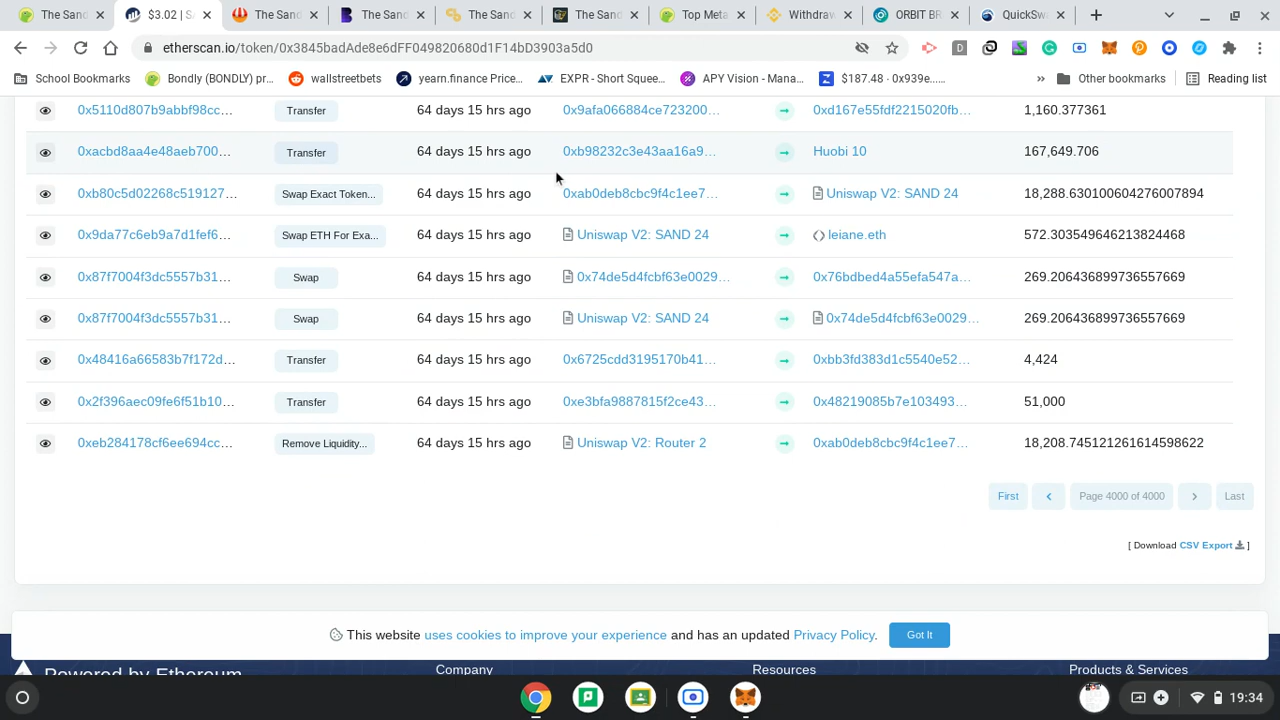 The Sand
$3.02 | S
The Sand
The Sand
The Sand
The Sand
Top Meta
Withdra
ORBIT BR
QuickSwa
etherscan.io/token/0x3845badAde8e6dFF049820680d1F14bD3903a5d0
School Bookmarks
Bondly (BONDLY) pr...
wallstreetbets
yearn.finance Price...
EXPR - Short Squee...
APY Vision - Mana...
$187.48 · 0x939e.....
» Other bookmarks
Reading list
0x5110d807b9abbf98cc... Transfer 64 days 15 hrs ago 0x9afa066884ce723200... 0xd167e55fdf2215020fb... 1,160.377361
0xacbd8aa4e48aeb700... Transfer 64 days 15 hrs ago 0xb98232c3e43aa16a9... Huobi 10 167,649.706
0xb80c5d02268c519127... Swap Exact Token... 64 days 15 hrs ago 0xab0deb8cbc9f4c1ee7... Uniswap V2: SAND 24 18,288.630100604276007894
0x9da77c6eb9a7d1fef6... Swap ETH For Exa... 64 days 15 hrs ago Uniswap V2: SAND 24 leiane.eth 572.303549646213824468
0x87f7004f3dc5557b31... Swap 64 days 15 hrs ago 0x74de5d4fcbf63e0029... 0x76bdbed4a55efa547a... 269.206436899736557669
0x87f7004f3dc5557b31... Swap 64 days 15 hrs ago Uniswap V2: SAND 24 0x74de5d4fcbf63e0029... 269.206436899736557669
0x48416a66583b7f172d... Transfer 64 days 15 hrs ago 0x6725cdd3195170b41... 0xbb3fd383d1c5540e52... 4,424
0x2f396aec09fe6f51b10... Transfer 64 days 15 hrs ago 0xe3bfa9887815f2ce43... 0x48219085b7e103493... 51,000
0xeb284178cf6ee694cc... Remove Liquidity... 64 days 15 hrs ago Uniswap V2: Router 2 0xab0deb8cbc9f4c1ee7... 18,208.745121261614598622
First Page 4000 of 4000 Last
[ Download CSV Export ]
This website uses cookies to improve your experience and has an updated Privacy Policy. Got It
Powered by Ethereum
Company
Resources
Products & Services
19:34